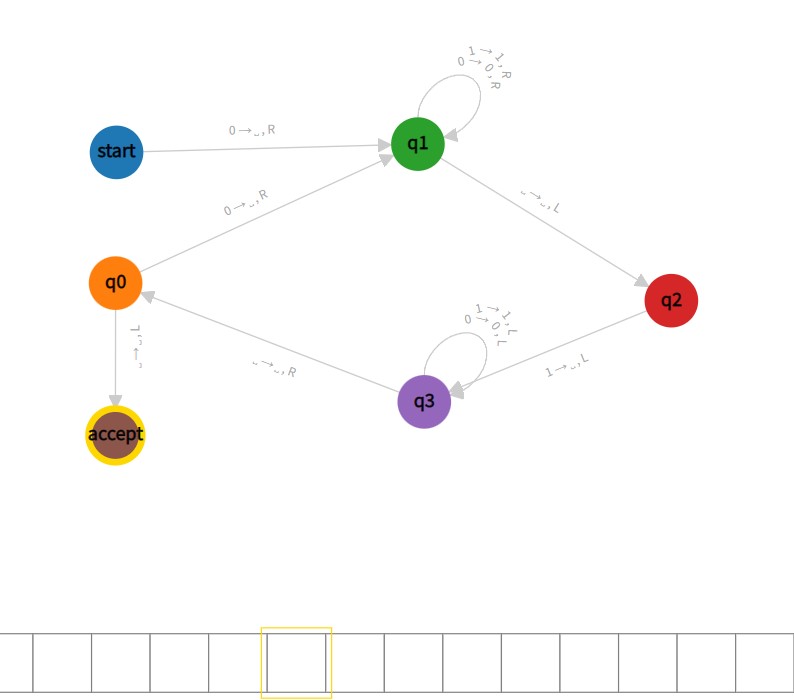 1→1,R
0→0,R
0→␣,R
start
q1
0→␣,R
␣→␣,L
q0
q2
1→1,L
0→0,L
␣→␣,L
␣→␣,R
1→␣,L
q3
accept